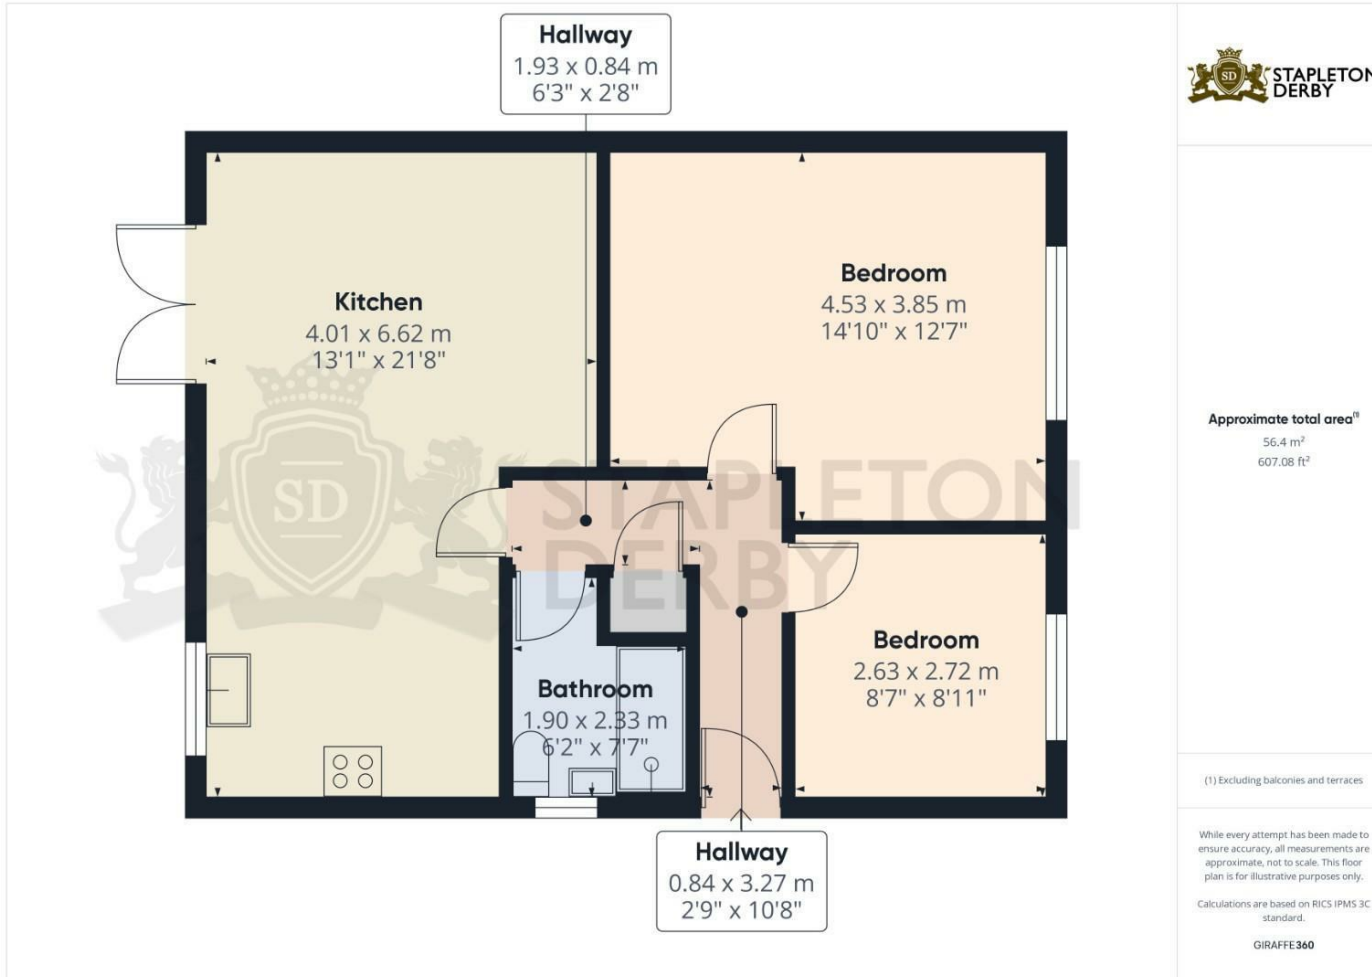 Hallway
1.93 x 0.84 m
6'3" x 2'8"
Kitchen
4.01 x 6.62 m
13'1" x 21'8"
Bedroom
4.53 x 3.85 m
14'10" x 12'7"
SD
STAPLETON
DERBY
Bedroom
2.63 x 2.72 m
8'7" x 8'11"
Bathroom
1.90 x 2.33 m
6'2" x 7'7"
Hallway
0.84 x 3.27 m
2'9" x 10'8"
SD
STAPLETON
DERBY
Approximate total area(1)
56.4 m²
607.08 ft²
(1) Excluding balconies and terraces
While every attempt has been made to
ensure accuracy, all measurements are
approximate, not to scale. This floor
plan is for illustrative purposes only.
Calculations are based on RICS IPMS 3C
standard.
GIRAFFE360